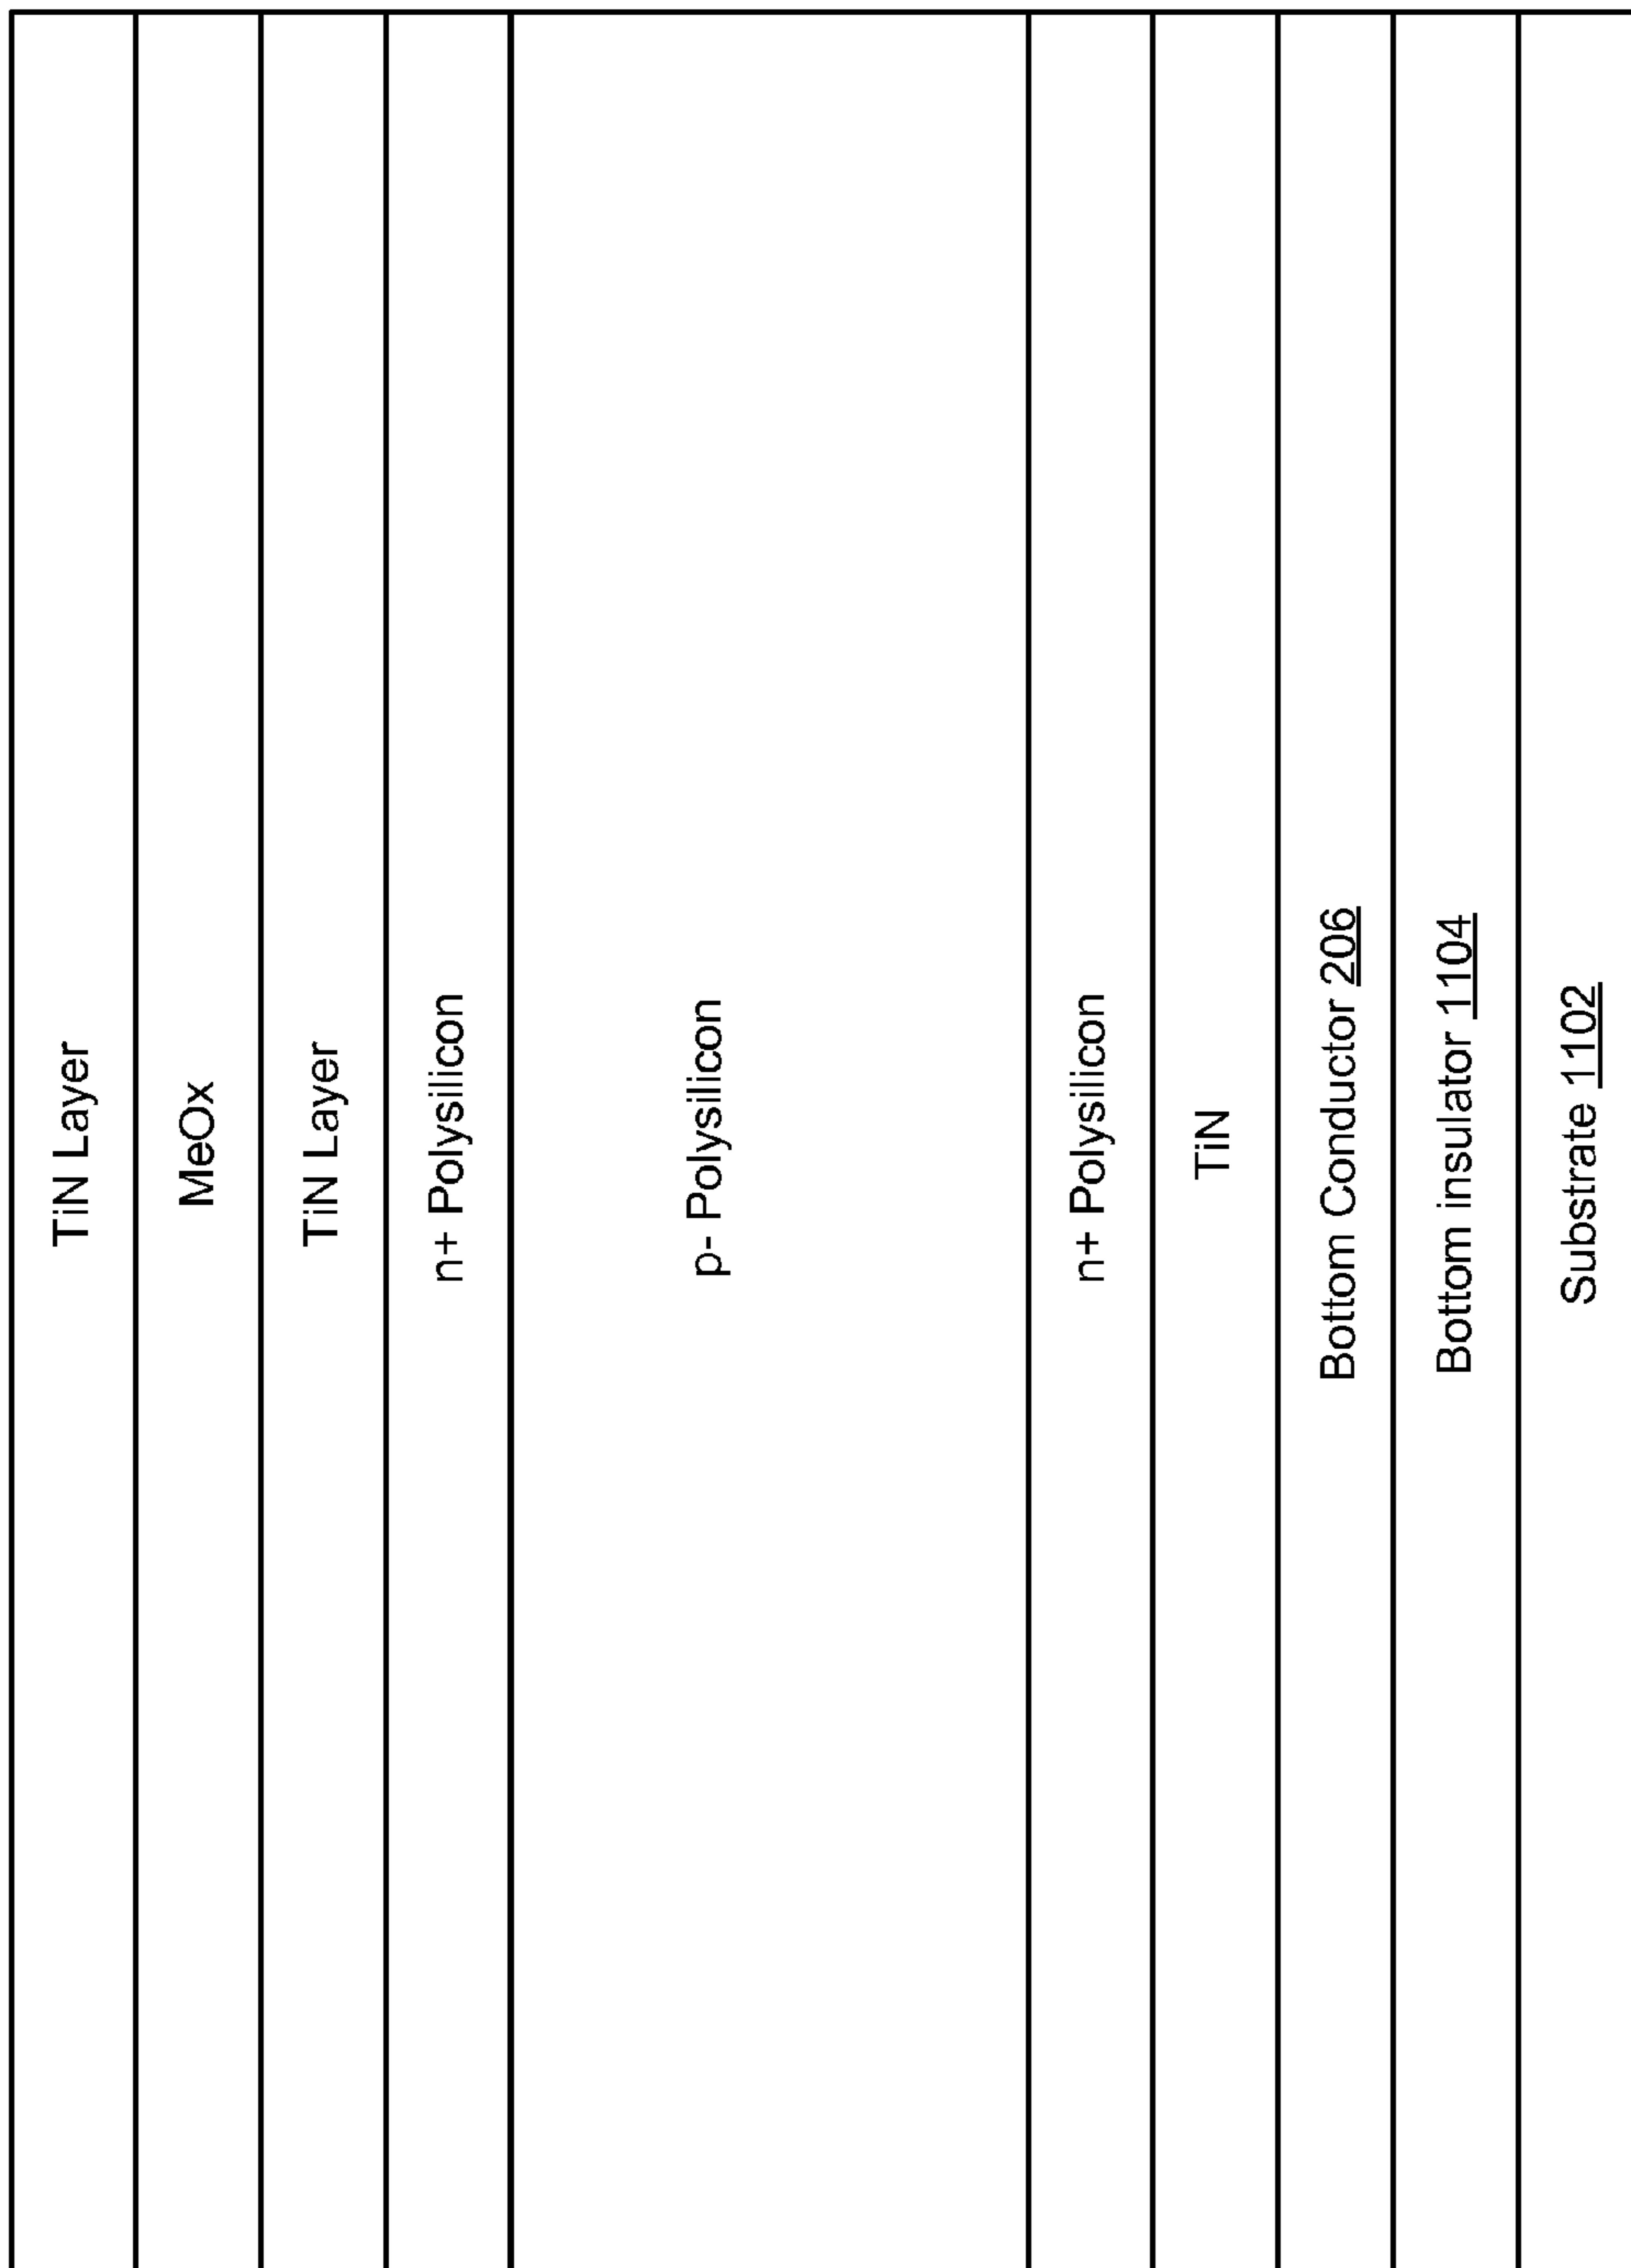 TiN Layer
MeOx
TiN Layer
n+ Polysilicon
p- Polysilicon
n+ Polysilicon
TiN
Bottom Conductor 206
Bottom insulator 1104
Substrate 1102